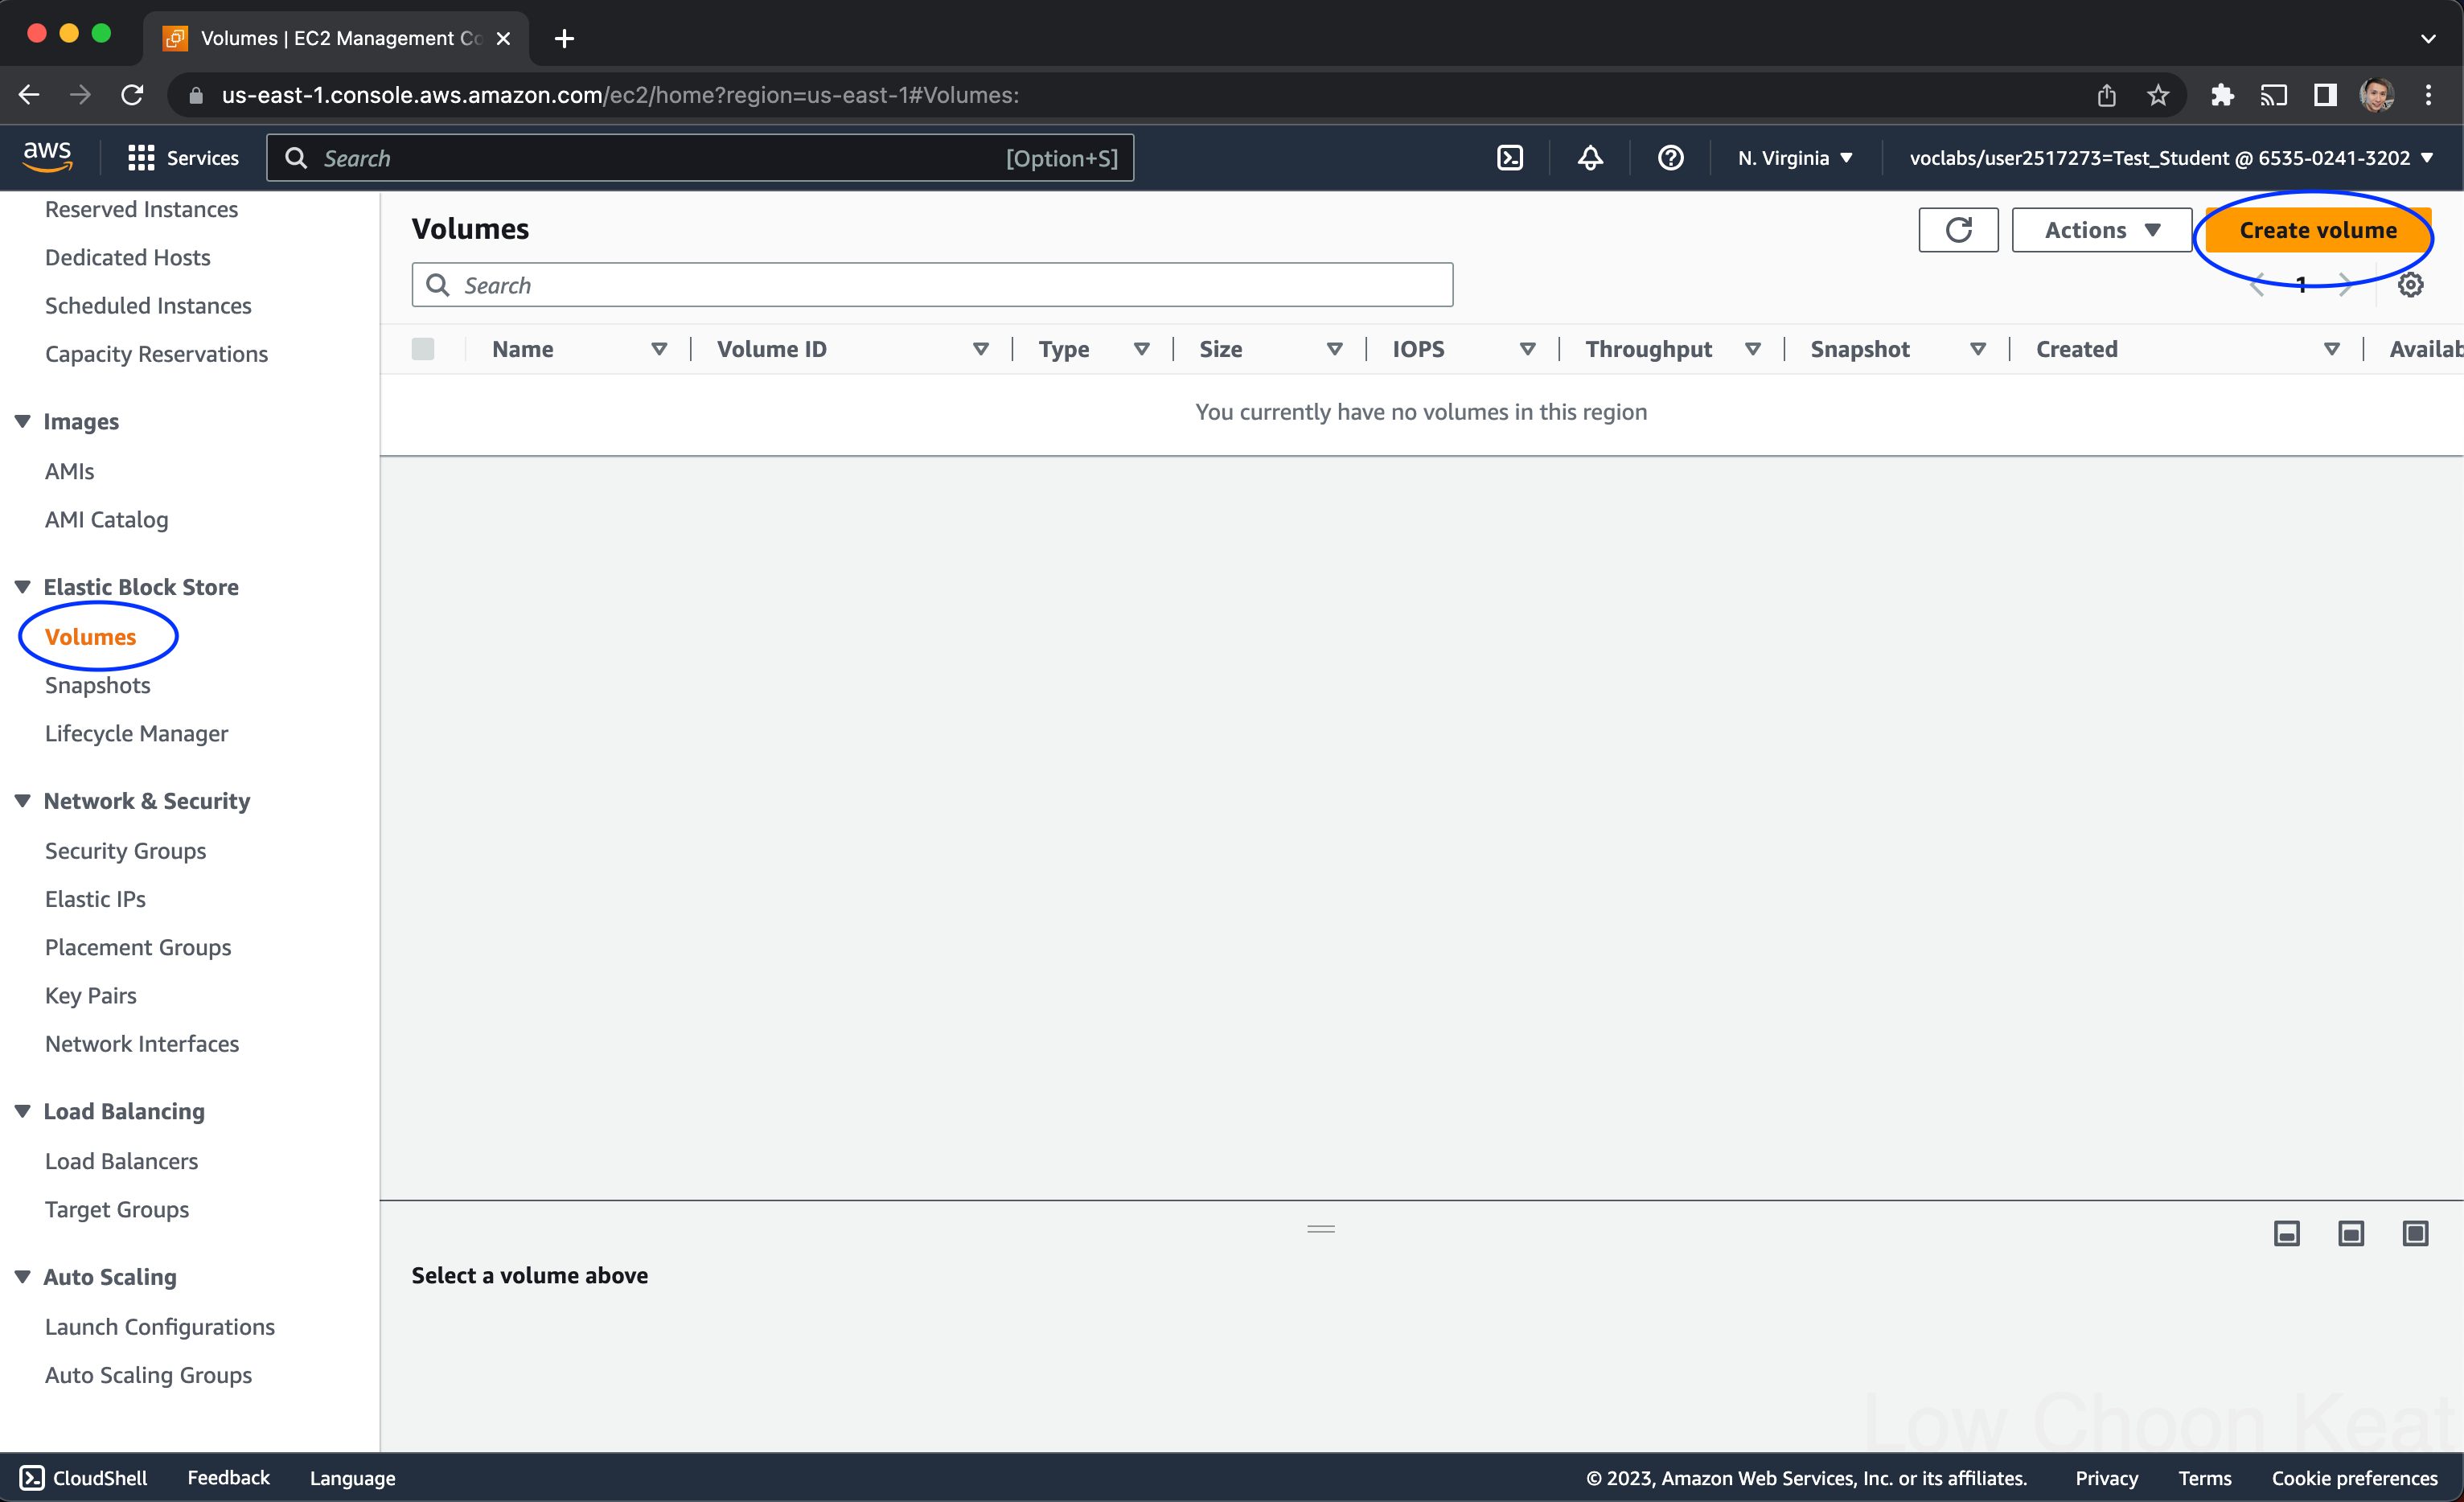 Volumes | EC2 Management Co
us-east-1.console.aws.amazon.com/ec2/home?region=us-east-1#Volumes:
aws
Services
Search
[Option+S]
N. Virginia
voclabs/user2517273=Test_Student @ 6535-0241-3202
Reserved Instances
Dedicated Hosts
Scheduled Instances
Capacity Reservations
Images
AMIs
AMI Catalog
Elastic Block Store
Volumes
Snapshots
Lifecycle Manager
Network & Security
Security Groups
Elastic IPs
Placement Groups
Key Pairs
Network Interfaces
Load Balancing
Load Balancers
Target Groups
Auto Scaling
Launch Configurations
Auto Scaling Groups
Volumes
Actions
Create volume
Search
1
Name Volume ID Type Size IOPS Throughput Snapshot Created Availab
You currently have no volumes in this region
Select a volume above
Low Choon Keat
CloudShell Feedback Language © 2023, Amazon Web Services, Inc. or its affiliates. Privacy Terms Cookie preferences